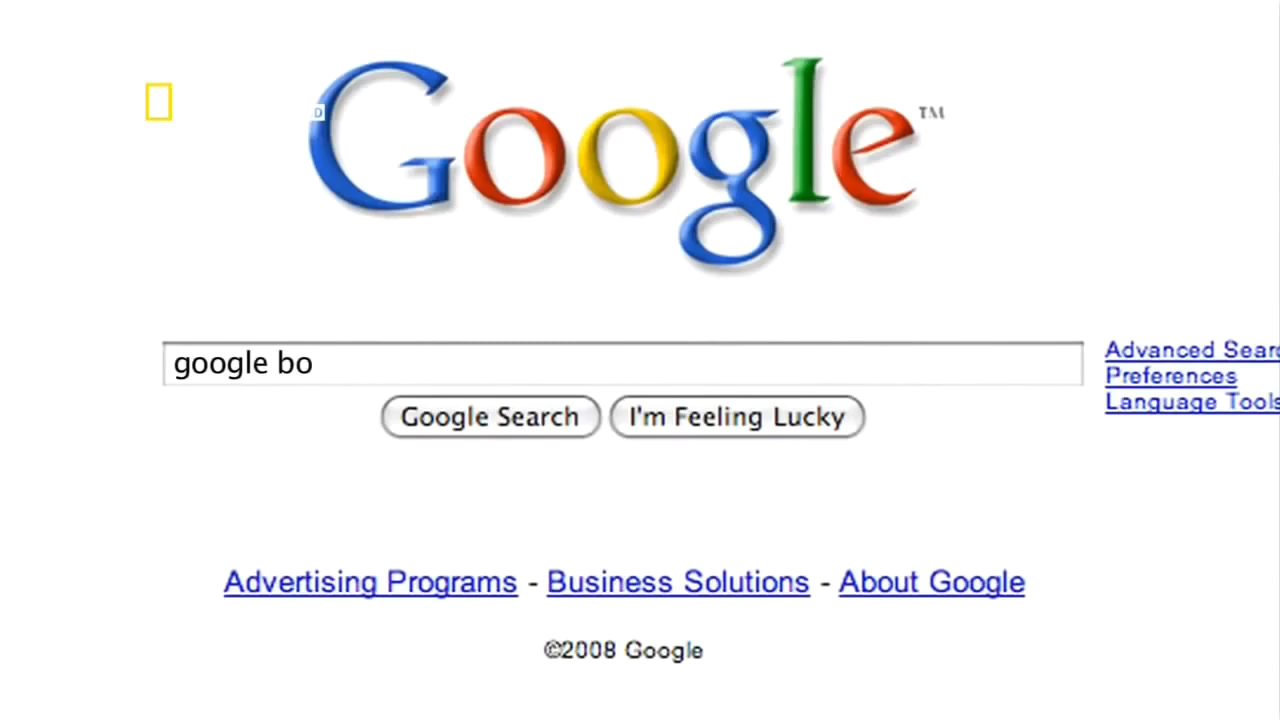 Google™
google bo
Advanced Sear
Preferences
Google Search I'm Feeling Lucky
Language Tools
Advertising Programs - Business Solutions - About Google
©2008 Google